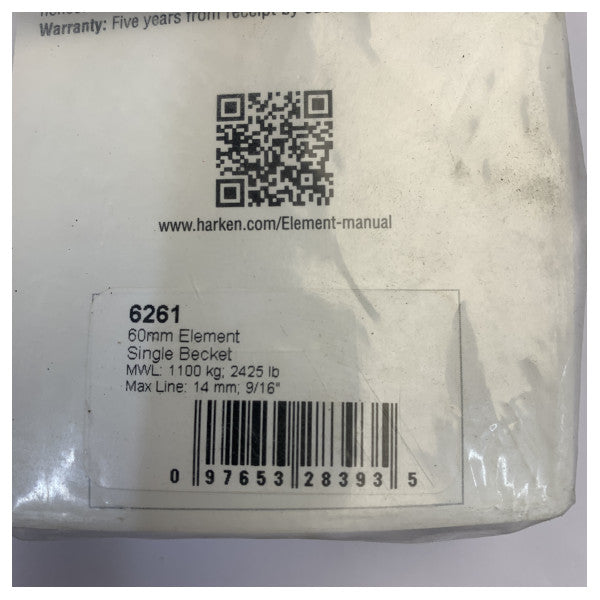 Warranty: Five years from receipt by
www.harken.com/Element-manual
6261
60mm Element
Single Becket
MWL: 1100 kg; 2425 lb
Max Line: 14 mm; 9/16"
0 97653 28393 5